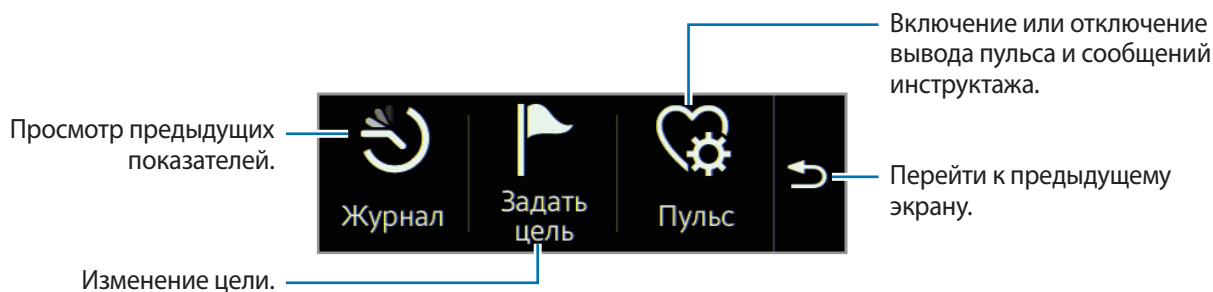 Включение или отключение
вывода пульса и сообщений
инструктажа.
Просмотр предыдущих
показателей.
Журнал
Задать
цель
Пульс
Перейти к предыдущему
экрану.
Изменение цели.